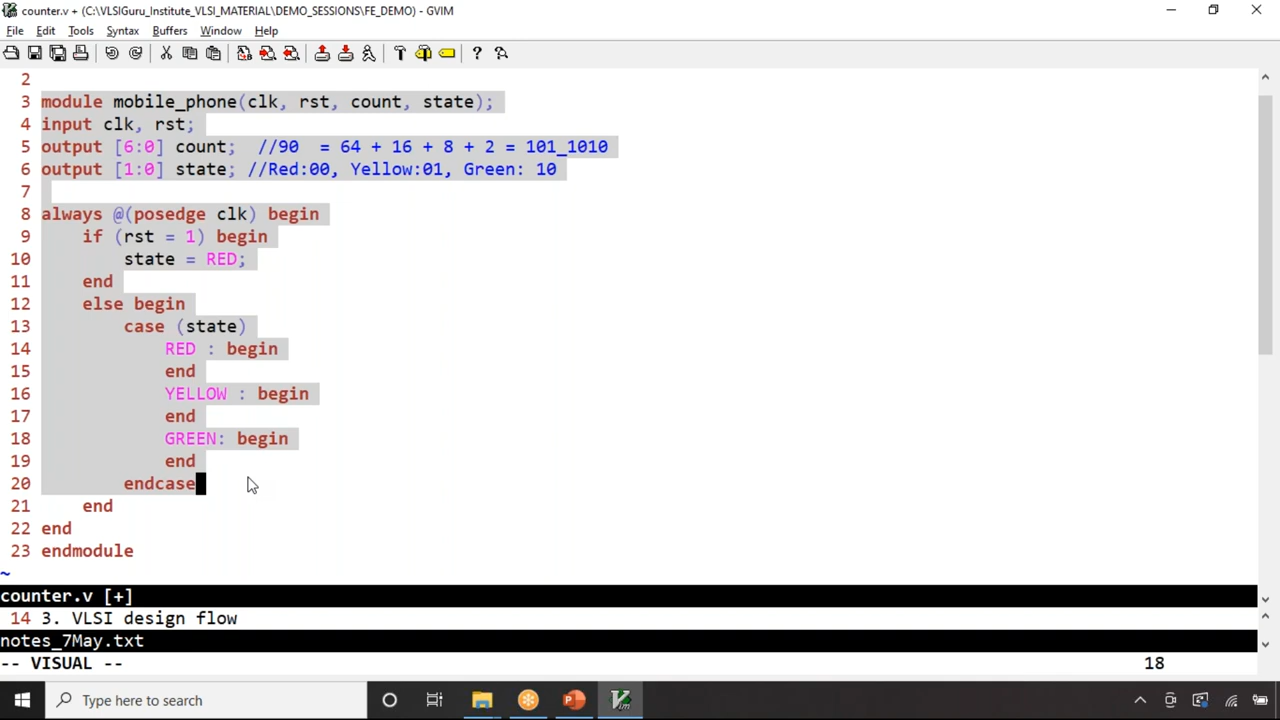 counter.v + (C:\VLSIGuru_Institute_VLSI_MATERIAL\DEMO_SESSIONS\FE_DEMO) - GVIM
File Edit Tools Syntax Buffers Window Help
2
3 module mobile_phone(clk, rst, count, state);
4 input clk, rst;
5 output [6:0] count;  //90  = 64 + 16 + 8 + 2 = 101_1010
6 output [1:0] state; //Red:00, Yellow:01, Green: 10
7
8 always @(posedge clk) begin
9     if (rst = 1) begin
10         state = RED;
11     end
12     else begin
13         case (state)
14             RED : begin
15             end
16             YELLOW : begin
17             end
18             GREEN: begin
19             end
20         endcase
21     end
22 end
23 endmodule
~
counter.v [+]
14 3. VLSI design flow
notes_7May.txt
-- VISUAL -- 18
Type here to search